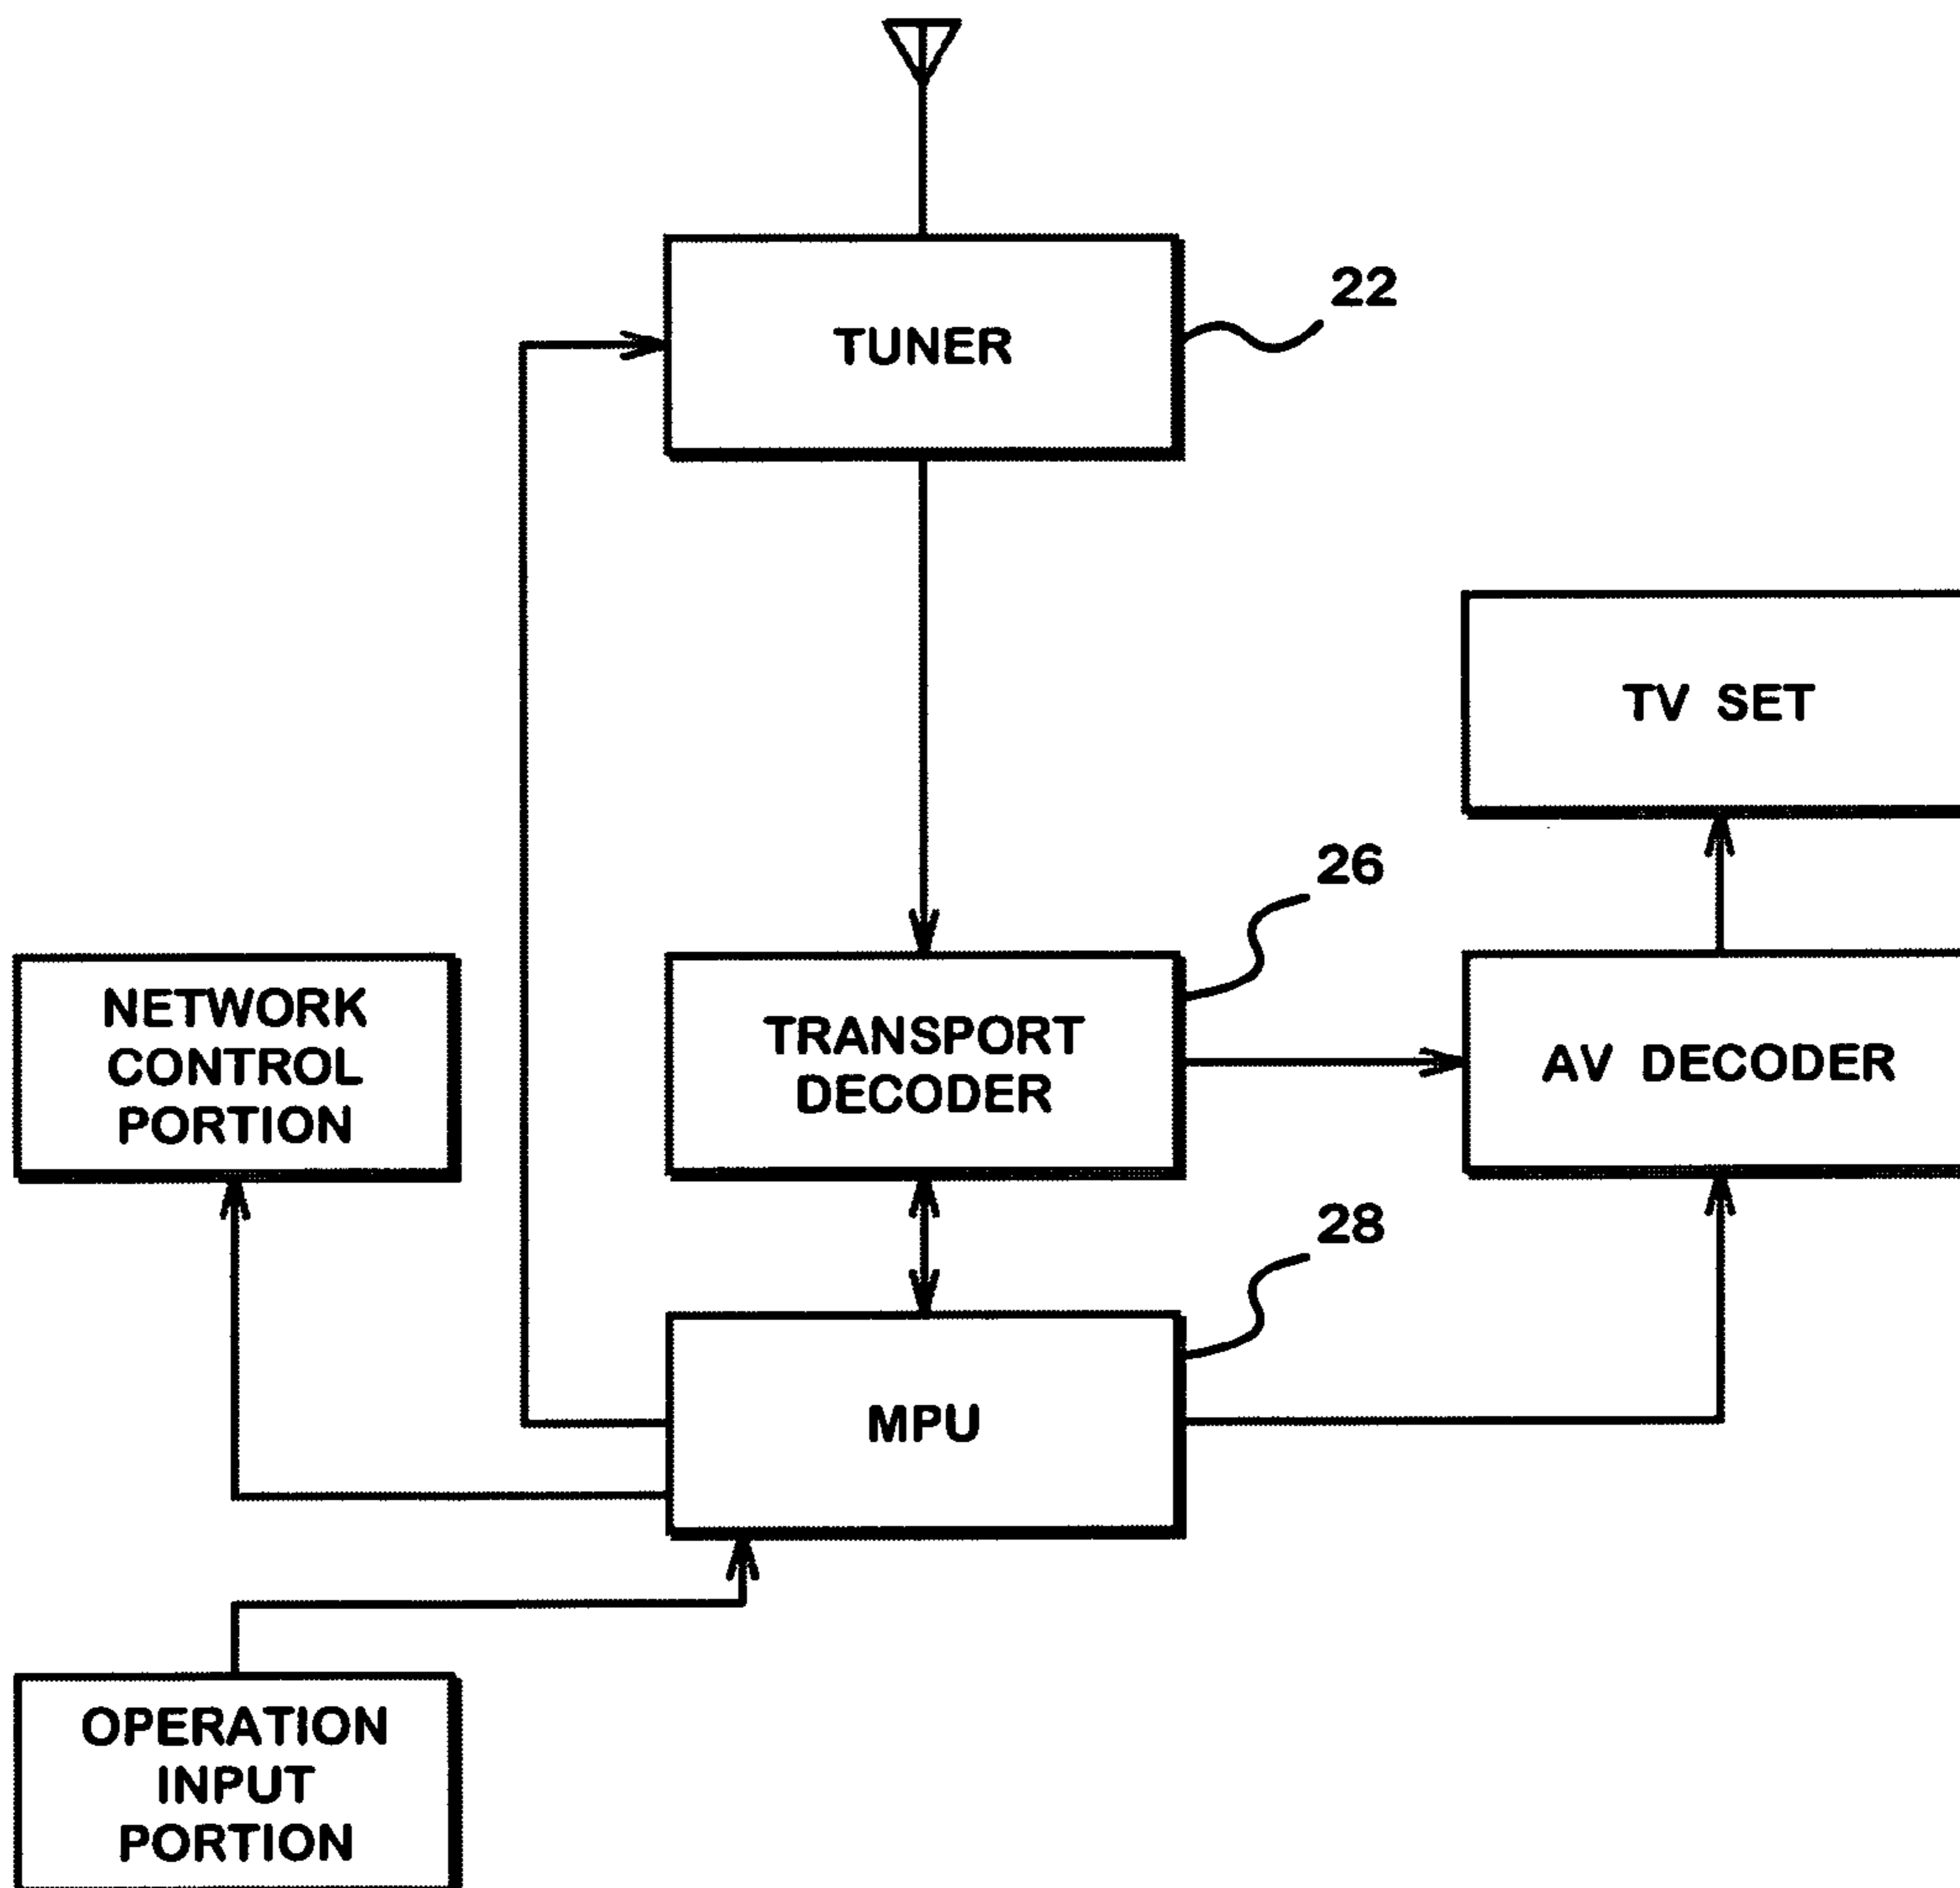 22
TUNER
TV SET
26
NETWORK
CONTROL
PORTION
TRANSPORT
DECODER
AV DECODER
28
MPU
OPERATION
INPUT
PORTION